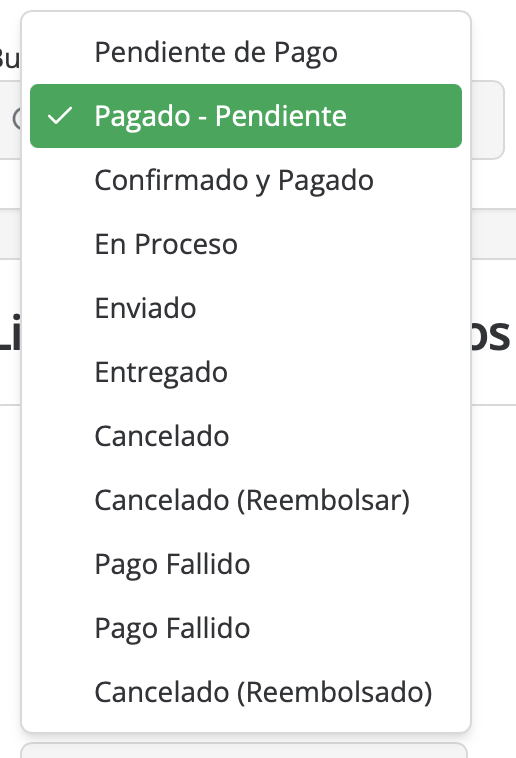 Pendiente de Pago
Pagado - Pendiente
Confirmado y Pagado
En Proceso
Enviado
Entregado
Cancelado
Cancelado (Reembolsar)
Pago Fallido
Pago Fallido
Cancelado (Reembolsado)